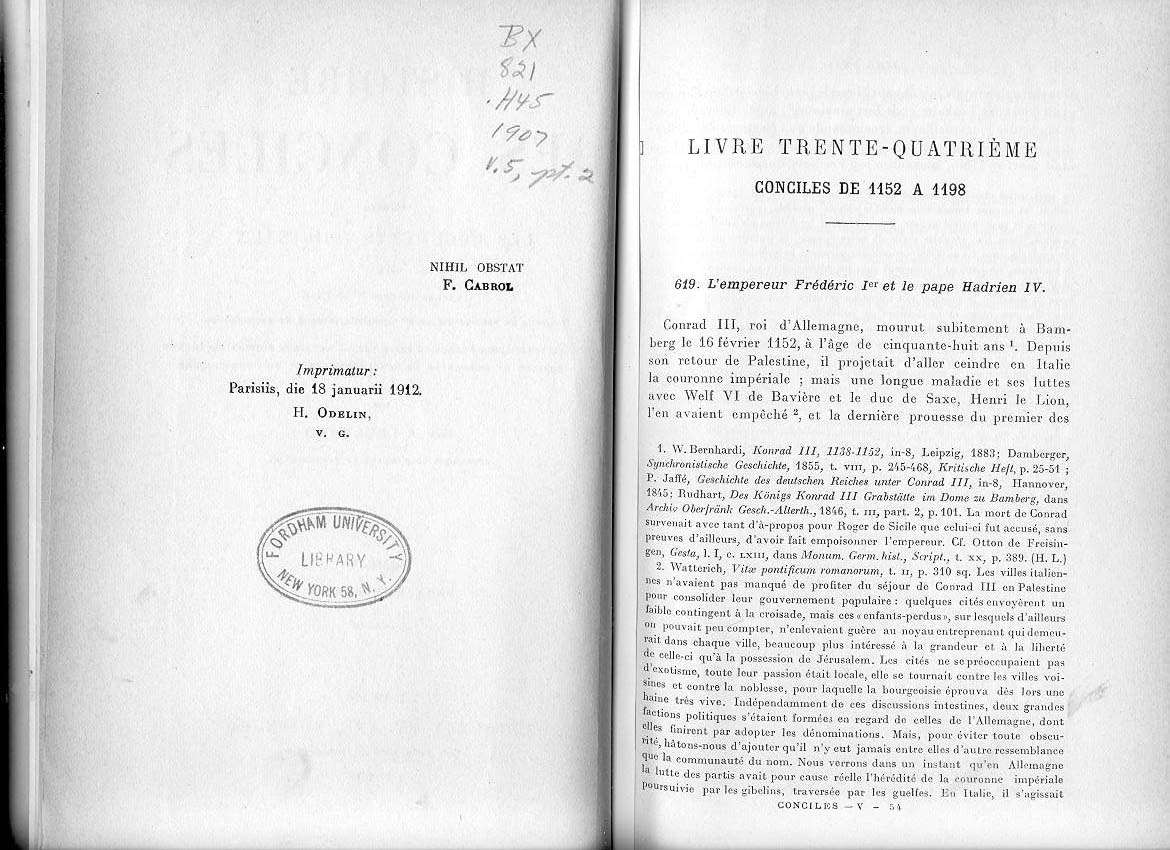 BX
821
.H45
1907
v.5, pt. 2
NIHIL OBSTAT
F. CABROL
Imprimatur :
Parisiis, die 18 januarii 1912.
H. ODELIN,
V. G.
FORDHAM UNIVERSITY
LIBRARY
NEW YORK 58, N. Y.
LIVRE TRENTE-QUATRIÈME
CONCILES DE 1152 A 1198
619. L'empereur Frédéric Ier et le pape Hadrien IV.
Conrad III, roi d'Allemagne, mourut subitement à Bam-
berg le 16 février 1152, à l'âge de cinquante-huit ans 1. Depuis
son retour de Palestine, il projetait d'aller ceindre en Italie
la couronne impériale ; mais une longue maladie et ses luttes
avec Welf VI de Bavière et le duc de Saxe, Henri le Lion,
l'en avaient empêché 2, et la dernière prouesse du premier des
1. W. Bernhardi, Konrad III, 1138-1152, in-8, Leipzig, 1883; Damberger,
Synchronistische Geschichte, 1855, t. VIII, p. 245-468, Kritische Heft, p. 25-51 ;
P. Jaffé, Geschichte des deutschen Reiches unter Conrad III, in-8, Hannover,
1845; Rudhart, Des Königs Konrad III Grabstätte im Dome zu Bamberg, dans
Archiv Oberfränk Gesch.-Allerth., 1846, t. III, part. 2, p. 101. La mort de Conrad
survenait avec tant d'à-propos pour Roger de Sicile que celui-ci fut accusé, sans
preuves d'ailleurs, d'avoir fait empoisonner l'empereur. Cf. Otton de Freisin-
gen, Gesta, l. I, c. LXIII, dans Monum. Germ. hist., Script., t. XX, p. 389. (H. L.)
2. Watterich, Vitæ pontificum romanorum, t. II, p. 310 sq. Les villes italien-
nes n'avaient pas manqué de profiter du séjour de Conrad III en Palestine
pour consolider leur gouvernement populaire : quelques cités envoyèrent un
faible contingent à la croisade, mais ces « enfants-perdus », sur lesquels d'ailleurs
on pouvait peu compter, n'enlevaient guère au noyau entreprenant qui demeu-
rait dans chaque ville, beaucoup plus intéressé à la grandeur et à la liberté
de celle-ci qu'à la possession de Jérusalem. Les cités ne se préoccupaient pas
d'exotisme, toute leur passion était locale, elle se tournait contre les villes voi-
sines et contre la noblesse, pour laquelle la bourgeoisie éprouva dès lors une
haine très vive. Indépendamment de ces discussions intestines, deux grandes
factions politiques s'étaient formées en regard de celles de l'Allemagne, dont
elles finirent par adopter les dénominations. Mais, pour éviter toute obscu-
rité, hâtons-nous d'ajouter qu'il n'y eut jamais entre elles d'autre ressemblance
que la communauté du nom. Nous verrons dans un instant qu'en Allemagne
la lutte des partis avait pour cause réelle l'hérédité de la couronne impériale
poursuivie par les gibelins, traversée par les guelfes. En Italie, il s'agissait
CONCILES — V — 54